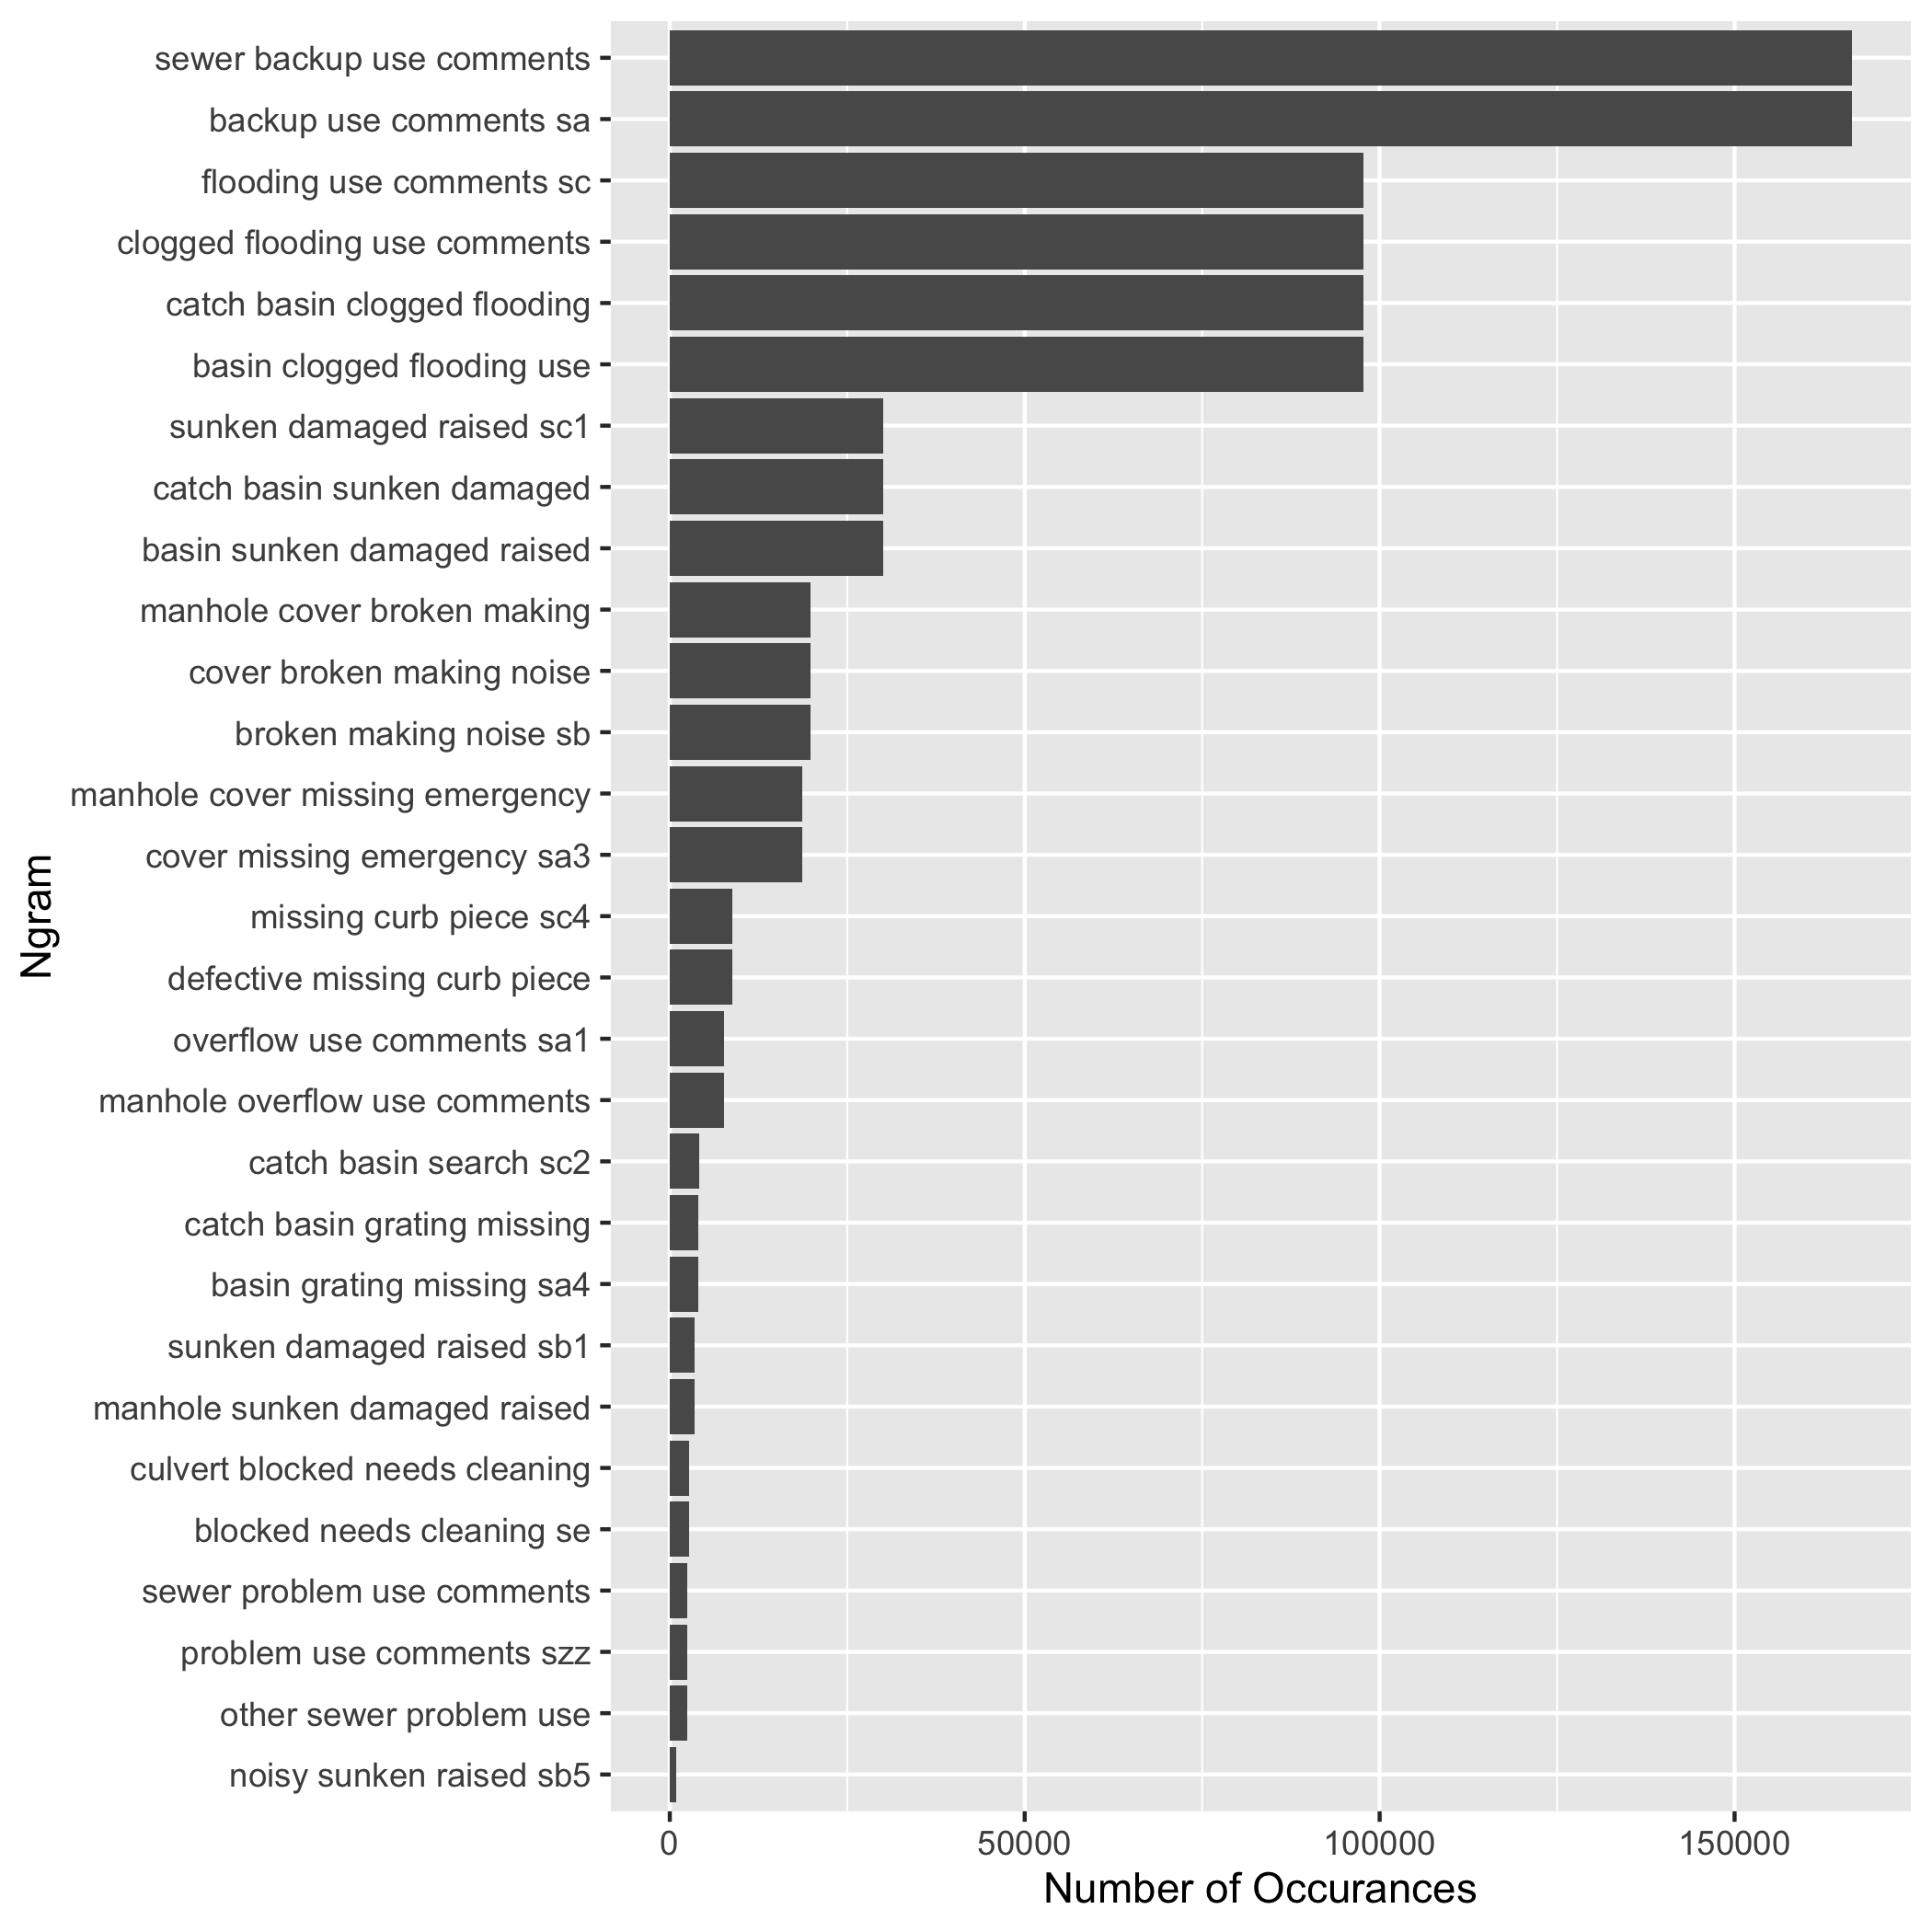 sewer backup use comments
backup use comments sa
flooding use comments sc
clogged flooding use comments
catch basin clogged flooding
basin clogged flooding use
sunken damaged raised sc1
catch basin sunken damaged
basin sunken damaged raised
manhole cover broken making
cover broken making noise
broken making noise sb
manhole cover missing emergency
cover missing emergency sa3
missing curb piece sc4
defective missing curb piece
overflow use comments sa1
manhole overflow use comments
catch basin search sc2
catch basin grating missing
basin grating missing sa4
sunken damaged raised sb1
manhole sunken damaged raised
culvert blocked needs cleaning
blocked needs cleaning se
sewer problem use comments
problem use comments szz
other sewer problem use
noisy sunken raised sb5
Ngram
0 50000 100000 150000
Number of Occurances